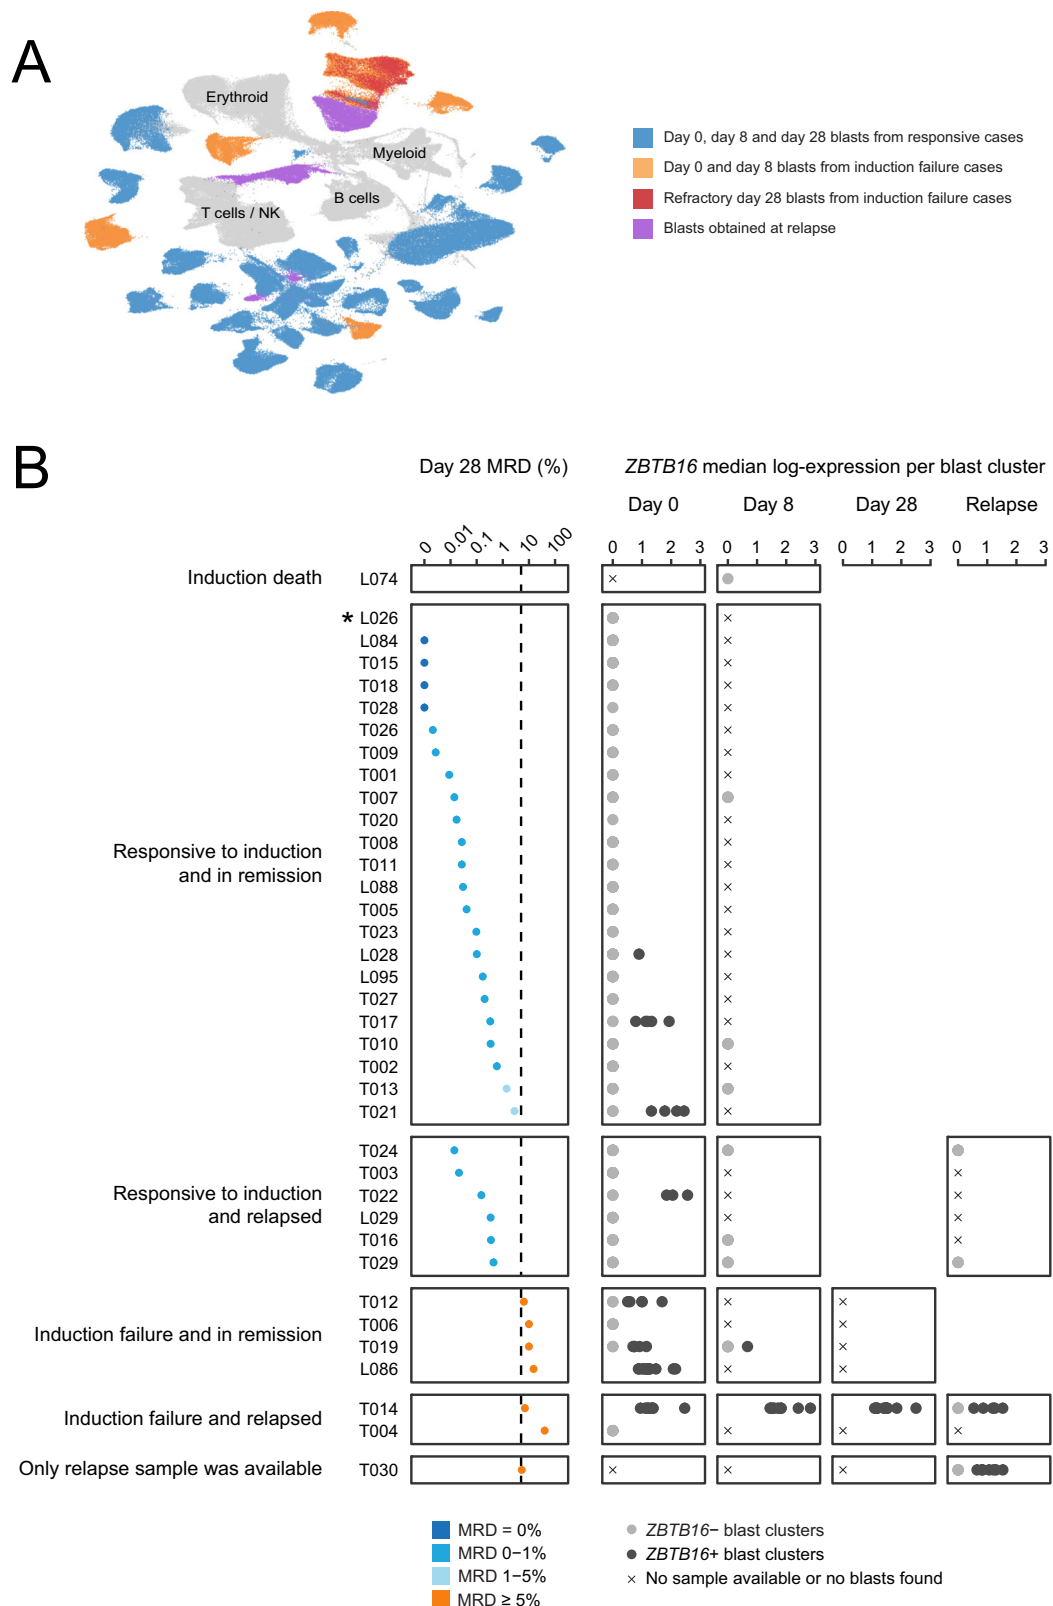 A
Erythroid
Myeloid
B cells
T cells / NK
Day 0, day 8 and day 28 blasts from responsive cases
Day 0 and day 8 blasts from induction failure cases
Refractory day 28 blasts from induction failure cases
Blasts obtained at relapse
B
Day 28 MRD (%)
ZBTB16 median log-expression per blast cluster
Day 0 Day 8 Day 28 Relapse
0 0.01 0.1 1 10 100
0 1 2 3 0 1 2 3 0 1 2 3 0 1 2 3
Induction death L074
* L026
L084
T015
T018
T028
T026
T009
T001
T007
T020
T008
T011
L088
T005
T023
L028
L095
T027
T017
T010
T002
T013
T021
Responsive to induction
and in remission
T024
T003
T022
L029
T016
T029
Responsive to induction
and relapsed
T012
T006
T019
L086
Induction failure and in remission
T014
T004
Induction failure and relapsed
Only relapse sample was available T030
MRD = 0%
MRD 0−1%
MRD 1−5%
MRD ≥ 5%
ZBTB16− blast clusters
ZBTB16+ blast clusters
× No sample available or no blasts found